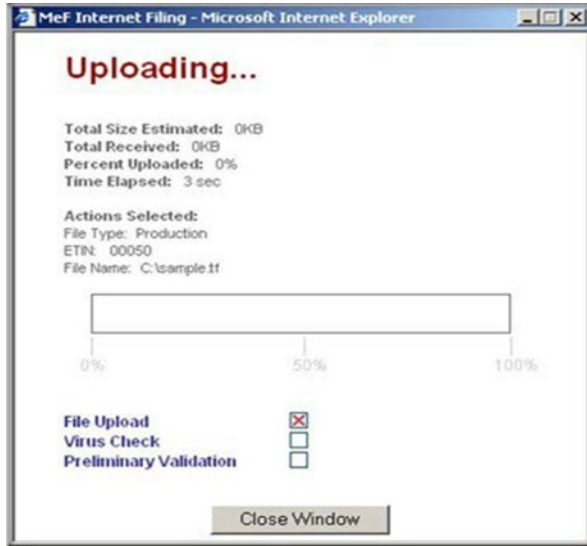 MeF Internet Filing - Microsoft Internet Explorer
Uploading...
Total Size Estimated: 0KB
Total Received: 0KB
Percent Uploaded: 0%
Time Elapsed: 3 sec
Actions Selected:
File Type: Production
ETIN: 00050
File Name: C:\sample.tf
0% 50% 100%
File Upload
Virus Check
Preliminary Validation
Close Window